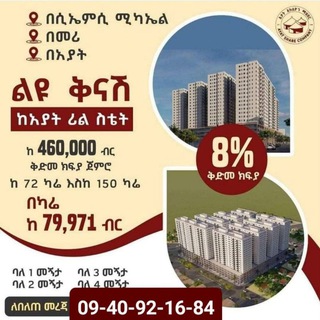 በሲኤምሲ ሚካኤል
በመሪ
በአያት
ልዩ ቅናሽ
ከአያት ሪል ስቴት
ከ 460,000 ብር
ቅድመ ክፍያ ጀምሮ
ከ 72 ካሬ እስከ 150 ካሬ
በካሬ
ከ 79,971 ብር
8%
ቅድመ ክፍያ
ባለ 1 መኝታ ባለ 3 መኝታ
ባለ 2 መኝታ ባለ 4 መኝታ
ለበለጠ መረጃ 09-40-92-16-84